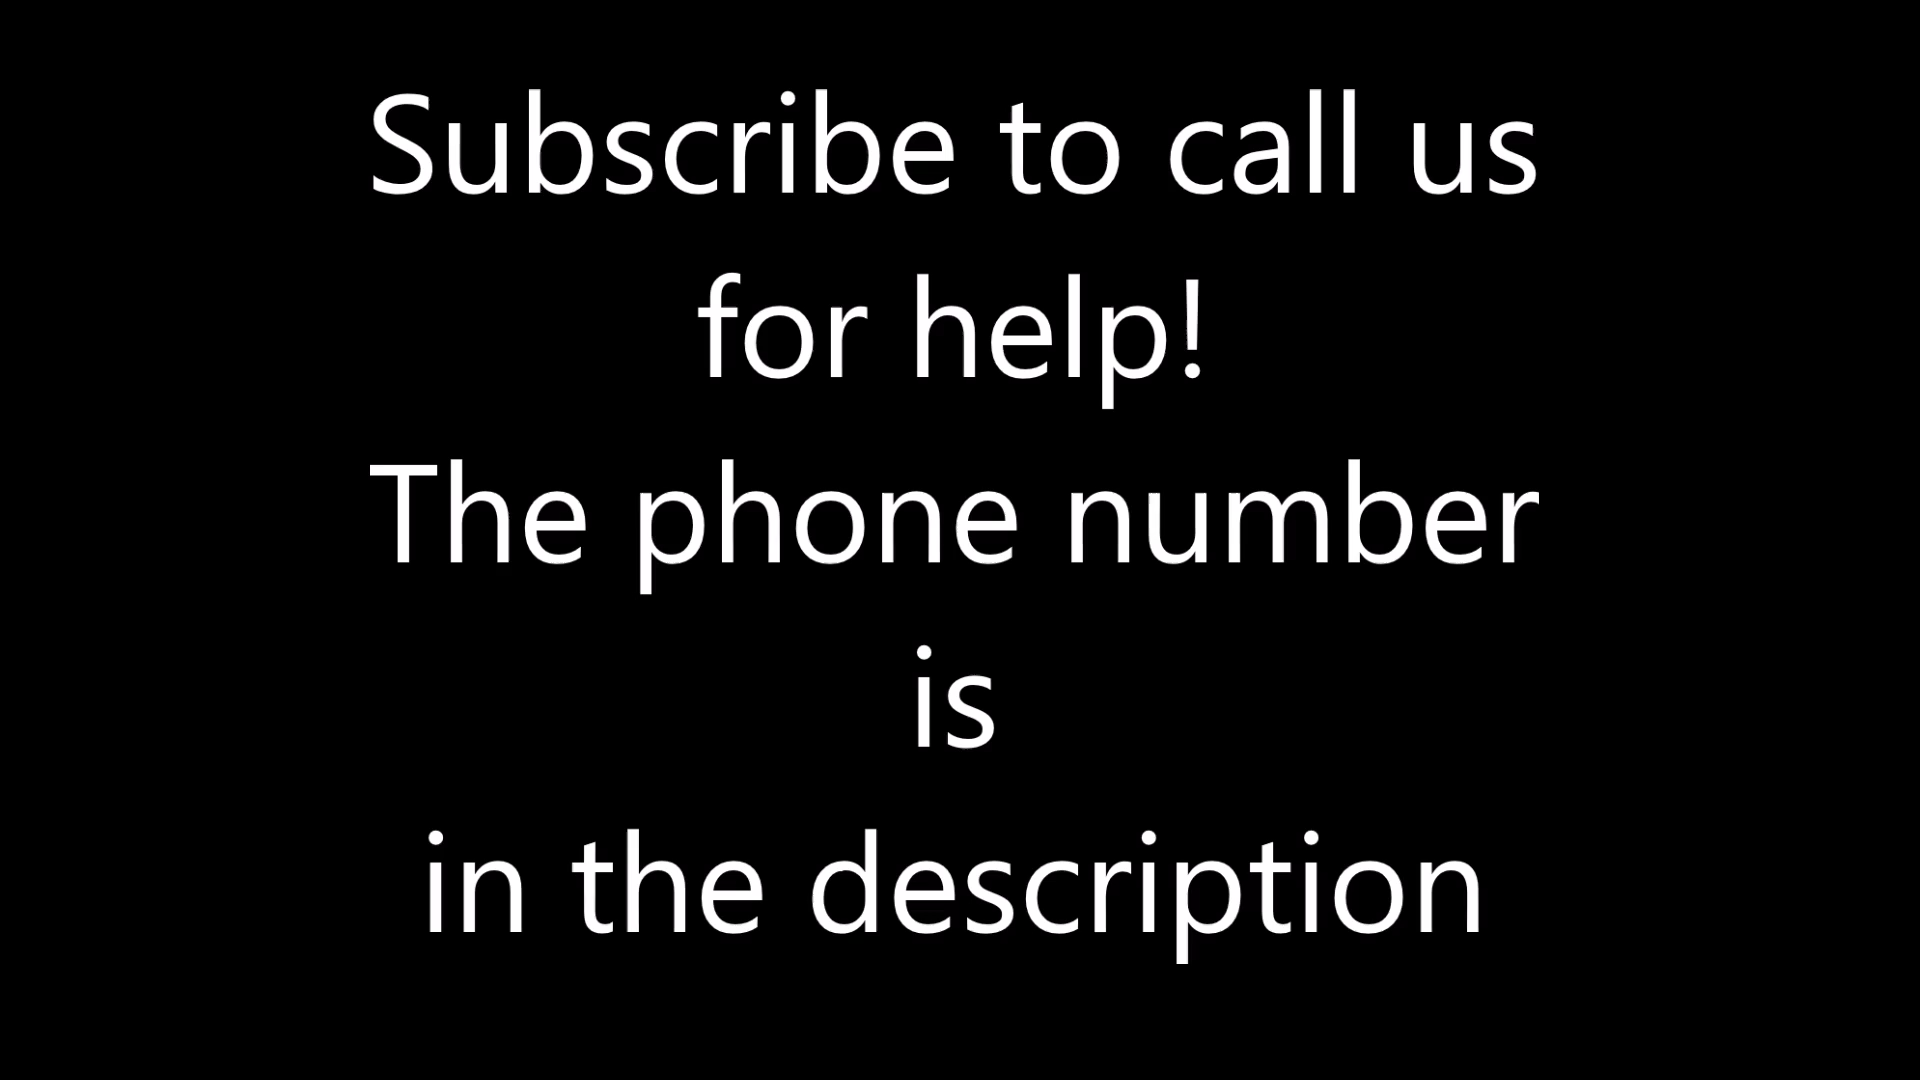 Subscribe to call us
for help!
The phone number
is
in the description